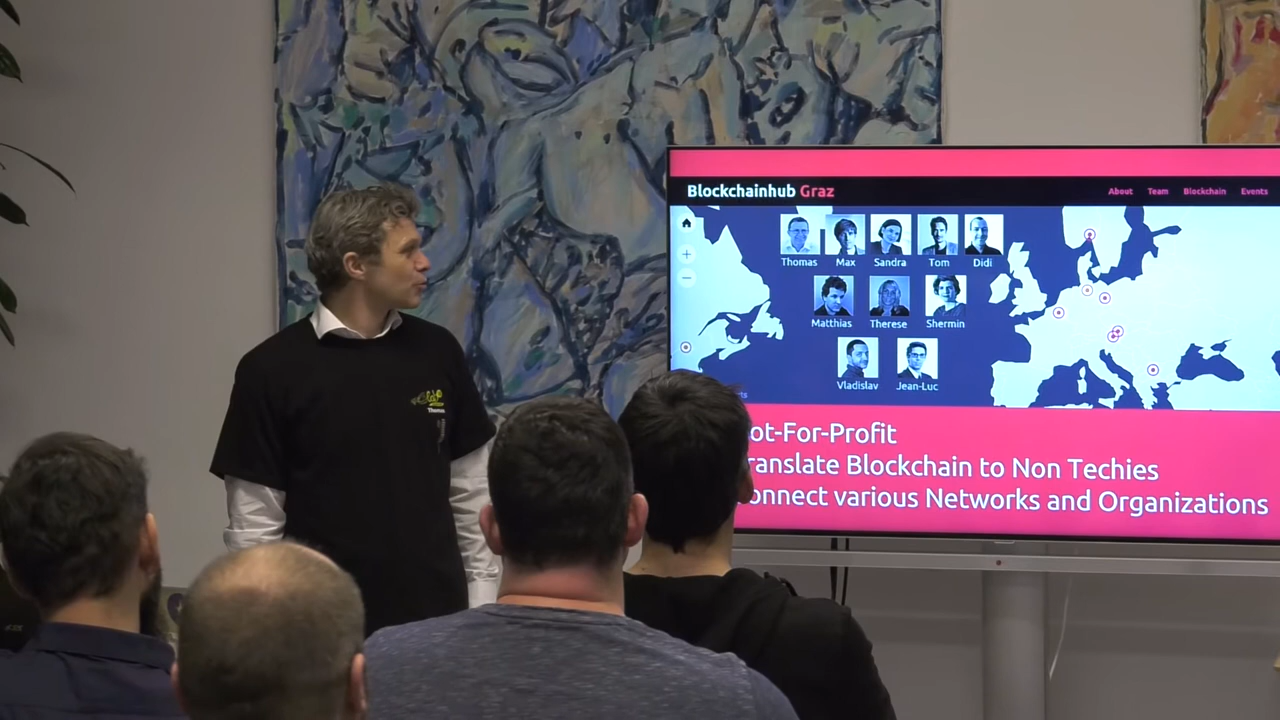 Blockchainhub Graz
About Team Blockchain Events
Thomas Max Sandra Tom Didi
Matthias Therese Shermin
Vladislav Jean-Luc
ot-For-Profit
ranslate Blockchain to Non Techies
onnect various Networks and Organizations
Thomas